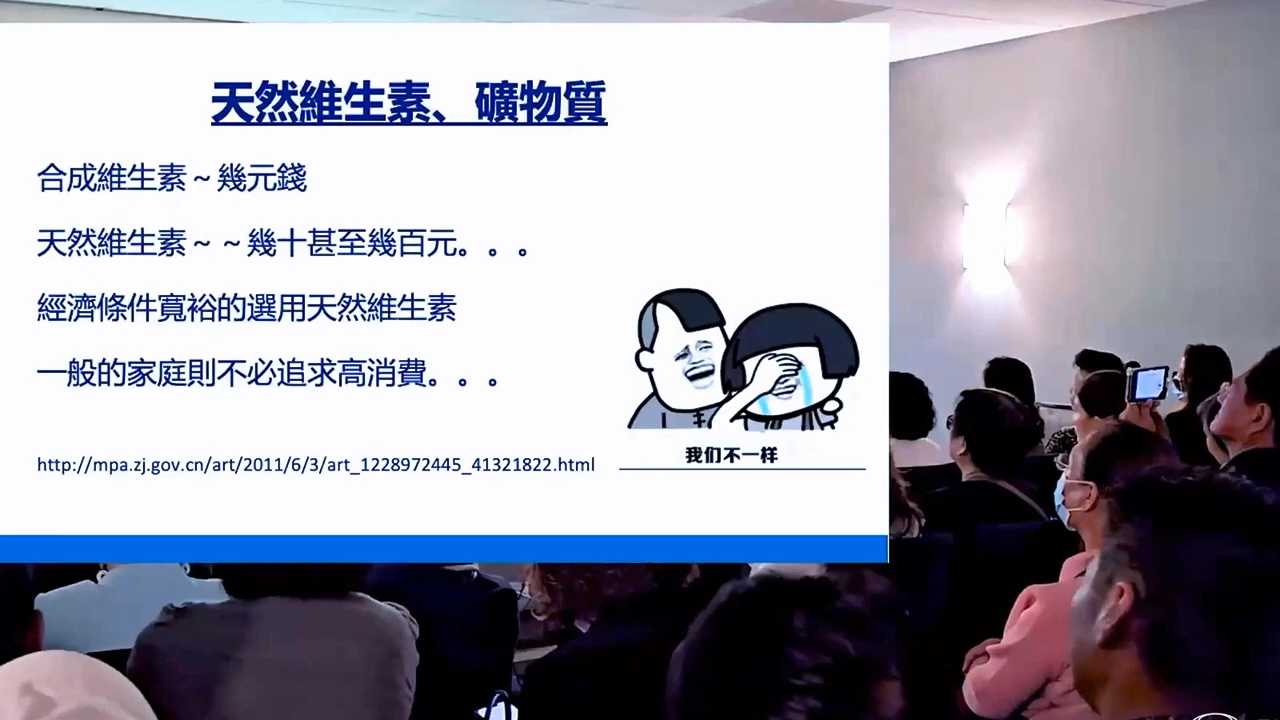 天然維生素、礦物質
合成維生素～幾元錢
天然維生素～～幾十甚至幾百元。。。
經濟條件寬裕的選用天然維生素
一般的家庭則不必追求高消費。。。
http://mpa.zj.gov.cn/art/2011/6/3/art_1228972445_41321822.html
我们不一样